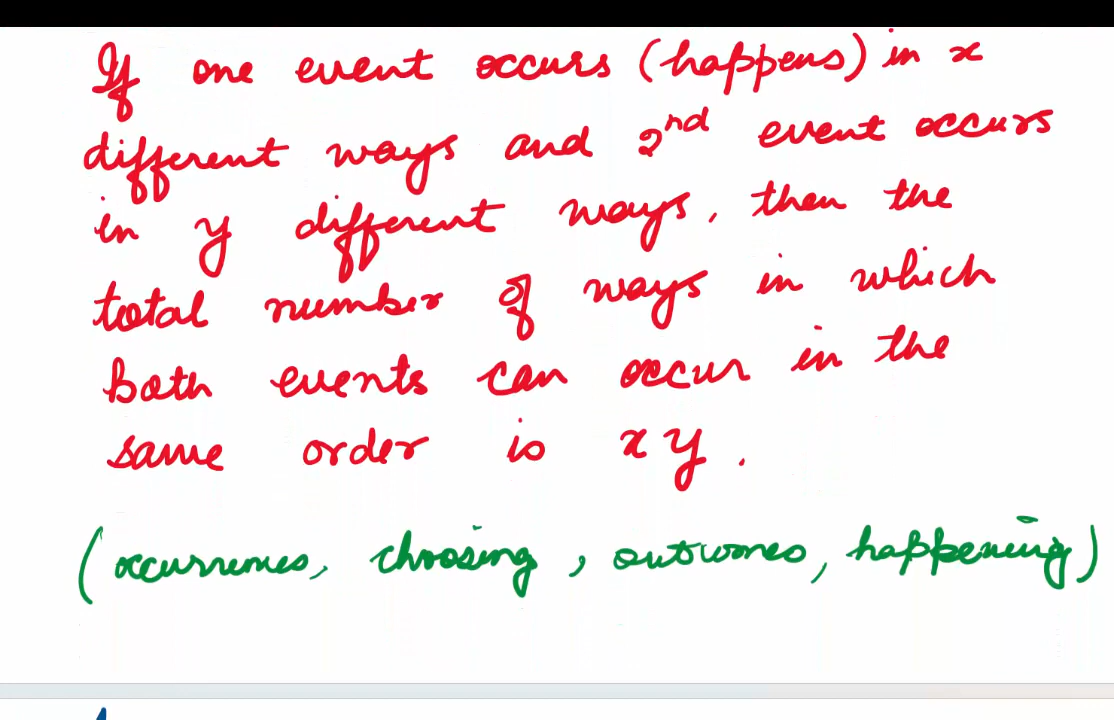 If one event occurs (happens) in x
different ways and 2nd event occurs
in y different ways, then the
total number of ways in which
both events can occur in the
same order is xy.
(occurrences, choosing, outcomes, happening)